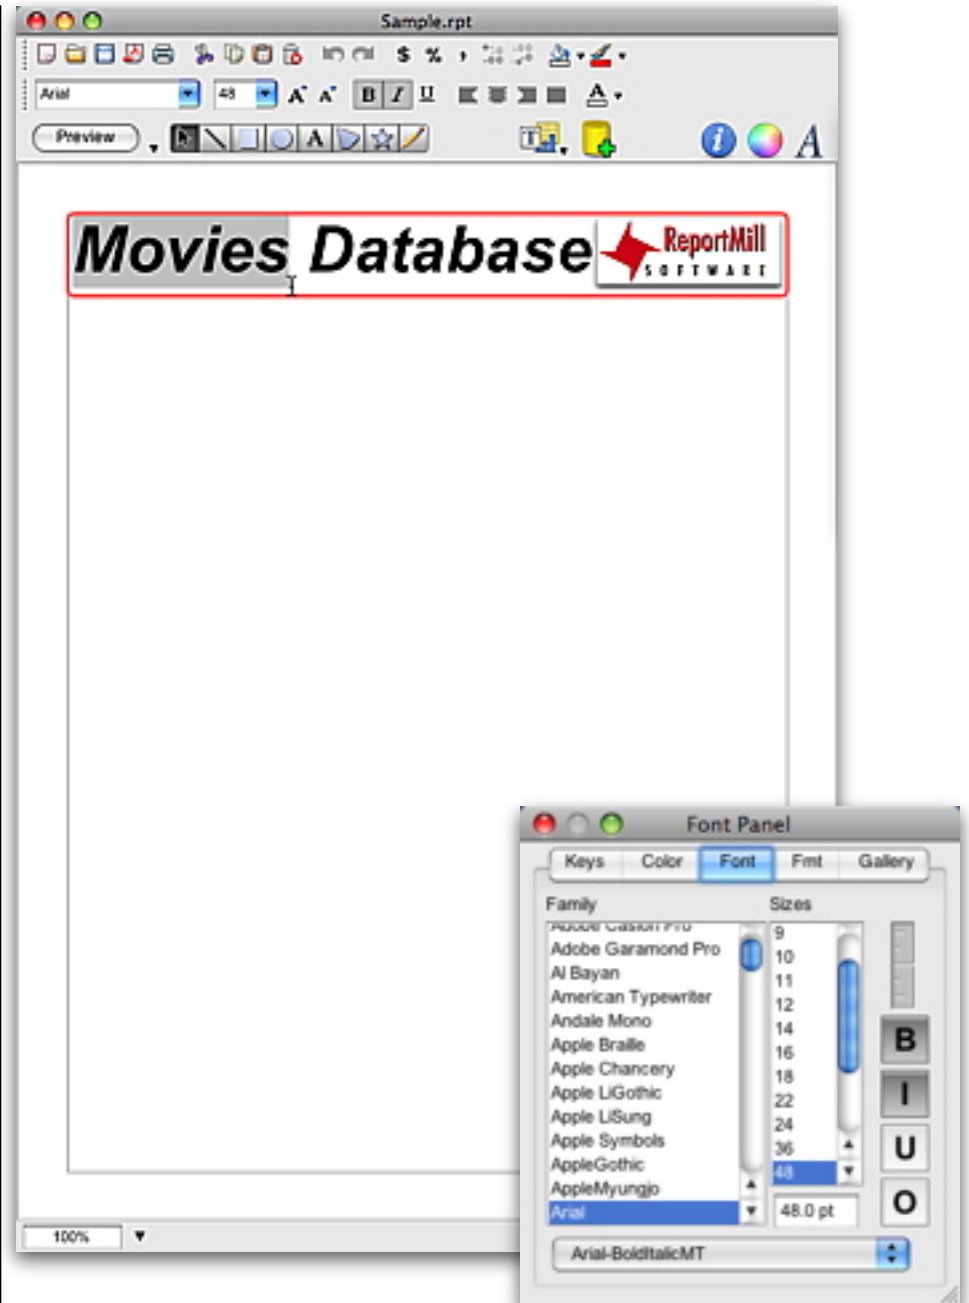 Sample.rpt
$ % ,
Arial 48 A A B I U A
Preview A T i A
Movies Database ReportMill
SOFTWARE
100%
Font Panel
Keys Color Font Fmt Gallery
Family Sizes
Adobe Caslon Pro 9
Adobe Garamond Pro 10
Al Bayan 11
American Typewriter 12
Andale Mono 14
Apple Braille 16
Apple Chancery 18
Apple LiGothic 22
Apple LiSung 24
Apple Symbols 36
AppleGothic 48
AppleMyungjo
Arial 48.0 pt
B
I
U
O
Arial-BoldItalicMT